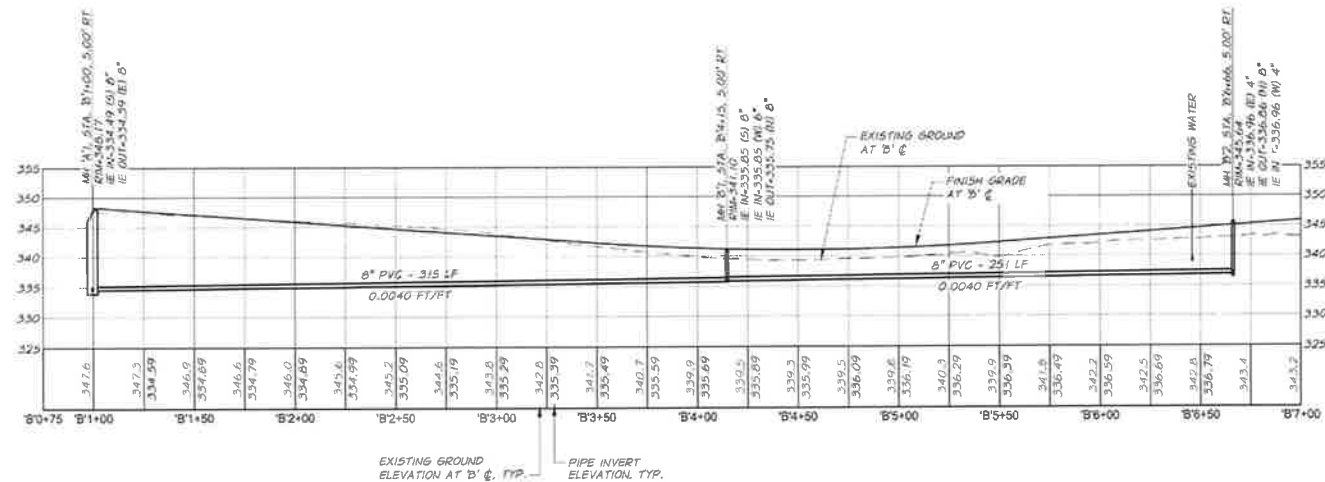 MH 'A'1, STA. 'B'1+00, 5.00' RT
RIM=348.17
IE IN=334.49 (S) 8"
IE OUT=334.39 (E) 8"
MH 'B'1, STA. 'B'4+15, 5.00' RT
RIM=341.10
IE IN=335.85 (S) 8"
IE IN=335.85 (W) 6"
IE OUT=335.75 (N) 8"
EXISTING GROUND
AT 'B' ℄
FINISH GRADE
AT 'B' ℄
EXISTING WATER
MH 'B'2, STA. 'B'6+66, 5.00' RT
RIM=345.64
IE IN=336.96 (E) 4"
IE OUT=336.86 (N) 8"
IE IN =336.96 (W) 4"
355
350
345
340
335
330
325
355
350
345
340
335
330
325
8" PVC - 315 LF
0.0040 FT/FT
8" PVC - 251 LF
0.0040 FT/FT
347.6 347.3 334.59 346.9 334.69 346.6 334.79 346.0 334.89 345.6 334.99 345.2 335.09 344.6 335.19 343.8 335.29 342.8 335.39 341.7 335.49 340.7 335.59 339.9 335.69 339.5 335.89 339.3 335.99 339.5 336.09 339.8 336.19 340.3 336.29 339.9 336.39 341.8 336.49 342.2 336.59 342.5 336.69 342.8 336.79 343.4 343.2
'B'0+75 'B'1+00 'B'1+50 'B'2+00 'B'2+50 'B'3+00 'B'3+50 'B'4+00 'B'4+50 'B'5+00 'B'5+50 'B'6+00 'B'6+50 'B'7+00
EXISTING GROUND
ELEVATION AT 'B' ℄, TYP.
PIPE INVERT
ELEVATION, TYP.